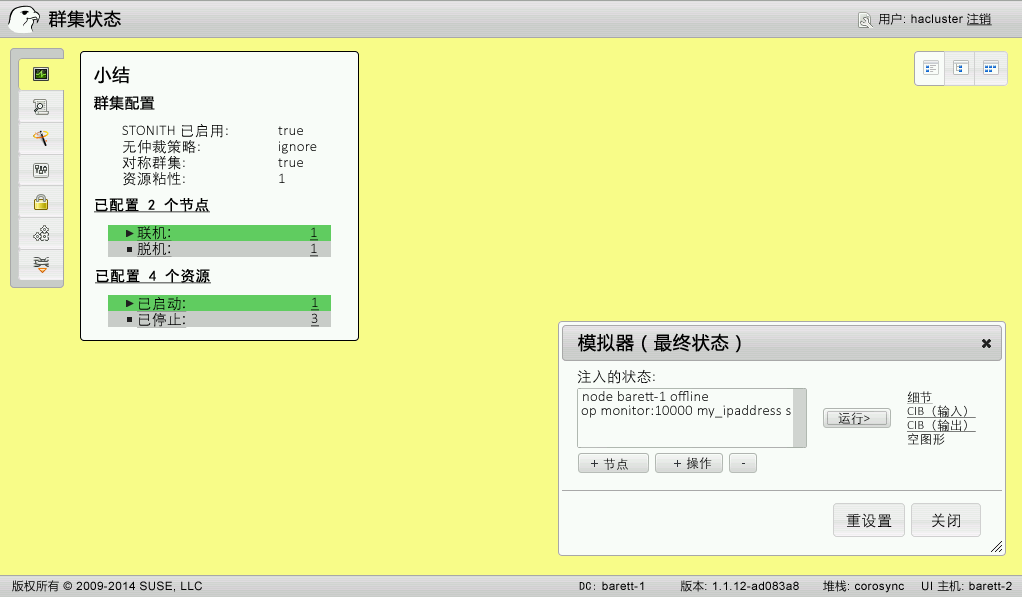 群集状态
用户: hacluster 注销
小结
群集配置
STONITH 已启用: true
无仲裁策略: ignore
对称群集: true
资源粘性: 1
已配置 2 个节点
联机: 1
脱机: 1
已配置 4 个资源
已启动: 1
已停止: 3
模拟器（最终状态）
注入的状态:
node barett-1 offline
op monitor:10000 my_ipaddress s
运行>
细节
CIB（输入）
CIB（输出）
空图形
+ 节点 + 操作 -
重设置 关闭
版权所有 © 2009-2014 SUSE, LLC DC: barett-1 版本: 1.1.12-ad083a8 堆栈: corosync UI 主机: barett-2